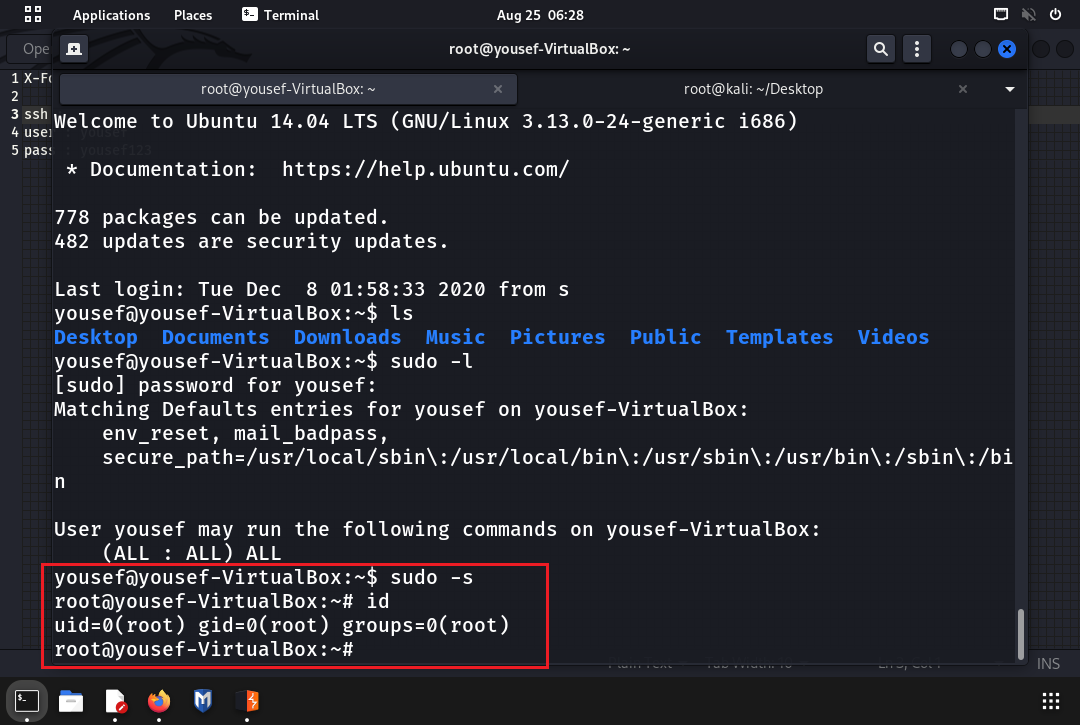 Applications Places Terminal Aug 25 06:28
Ope root@yousef-VirtualBox: ~
root@yousef-VirtualBox: ~ root@kali: ~/Desktop
1 X-Fo
2
3 ssh
4 user : yousef
5 pass : yousef123
Welcome to Ubuntu 14.04 LTS (GNU/Linux 3.13.0-24-generic i686)
* Documentation: https://help.ubuntu.com/
778 packages can be updated.
482 updates are security updates.
Last login: Tue Dec 8 01:58:33 2020 from s
yousef@yousef-VirtualBox:~$ ls
Desktop Documents Downloads Music Pictures Public Templates Videos
yousef@yousef-VirtualBox:~$ sudo -l
[sudo] password for yousef:
Matching Defaults entries for yousef on yousef-VirtualBox:
env_reset, mail_badpass,
secure_path=/usr/local/sbin\:/usr/local/bin\:/usr/sbin\:/usr/bin\:/sbin\:/bi
n
User yousef may run the following commands on yousef-VirtualBox:
(ALL : ALL) ALL
yousef@yousef-VirtualBox:~$ sudo -s
root@yousef-VirtualBox:~# id
uid=0(root) gid=0(root) groups=0(root)
root@yousef-VirtualBox:~#
INS